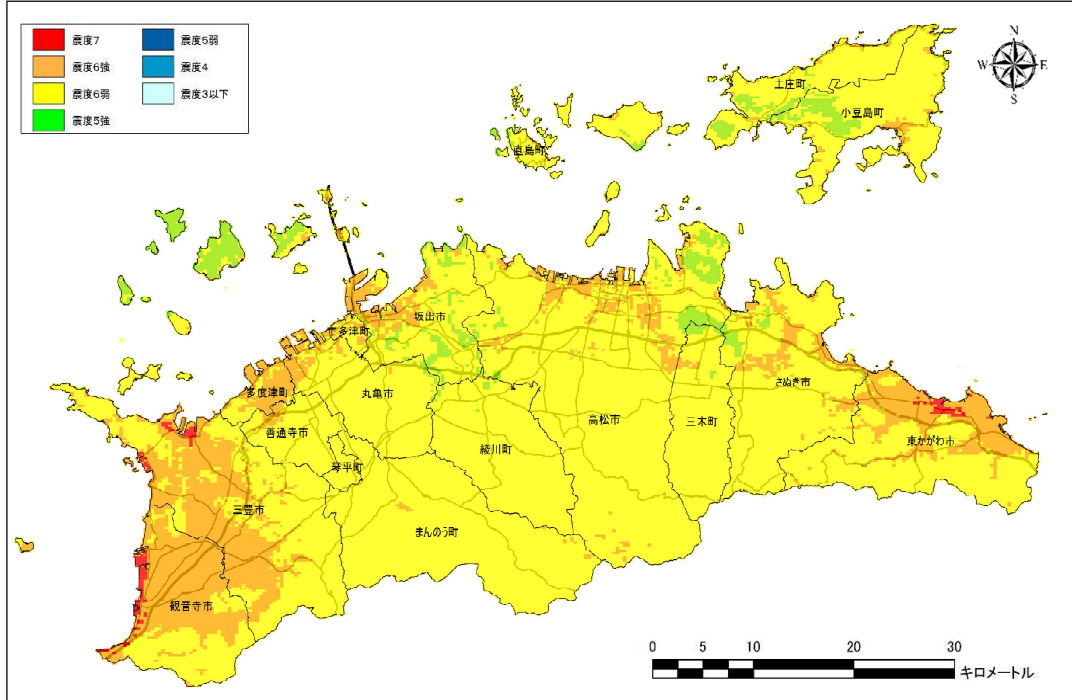 震度7
震度6強
震度6弱
震度5強
震度5弱
震度4
震度3以下
N
W
E
S
土庄町
小豆島町
直島町
坂出市
宇多津町
多度津町
丸亀市
善通寺市
琴平町
綾川町
高松市
三木町
さぬき市
東かがわ市
三豊市
まんのう町
観音寺市
0 5 10 20 30
キロメートル